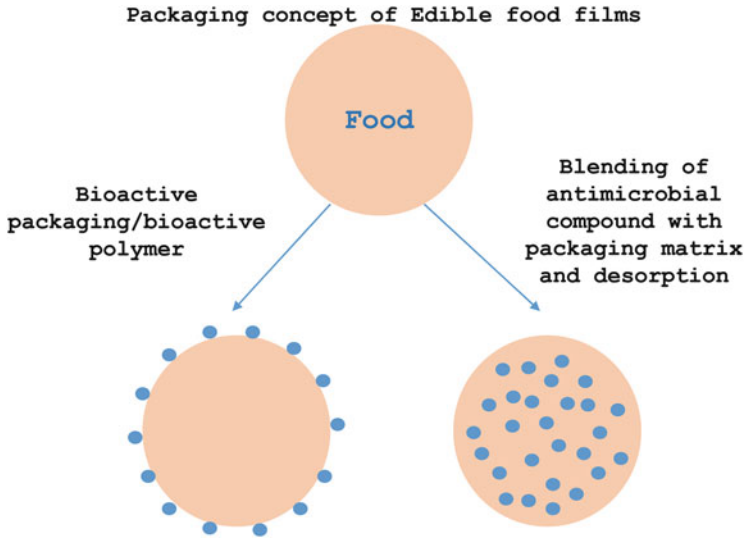 Packaging concept of Edible food films
Food
Bioactive
packaging/bioactive
polymer
Blending of
antimicrobial
compound with
packaging matrix
and desorption